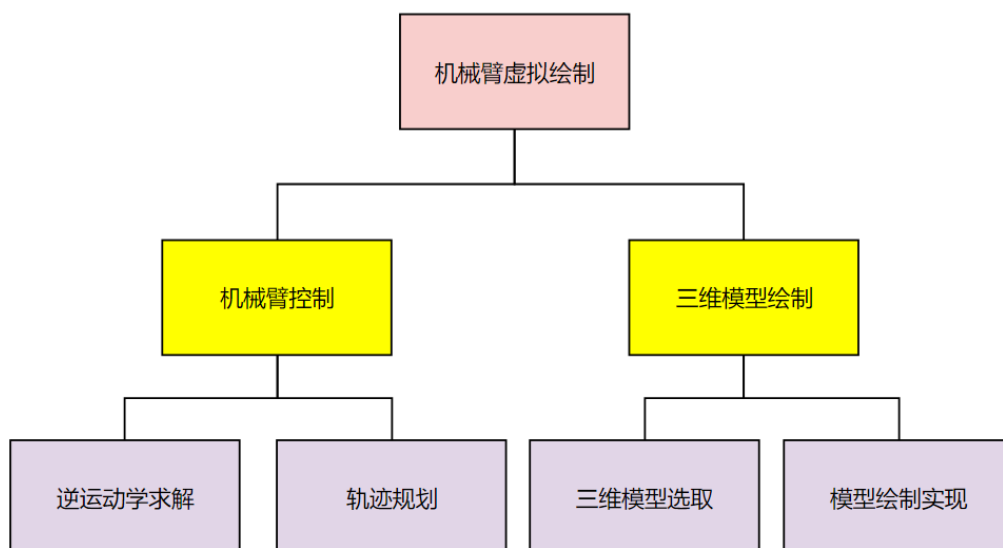 机械臂虚拟绘制
机械臂控制
三维模型绘制
逆运动学求解
轨迹规划
三维模型选取
模型绘制实现